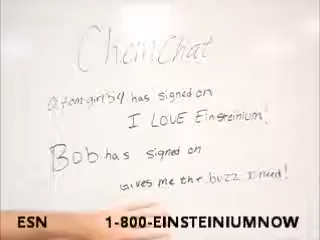 ChemChat
Atomgirl54 has signed on
I LOVE Einsteinium!
Bob has signed on
Gives me the buzz I need!
ESN 1-800-EINSTEINIUMNOW